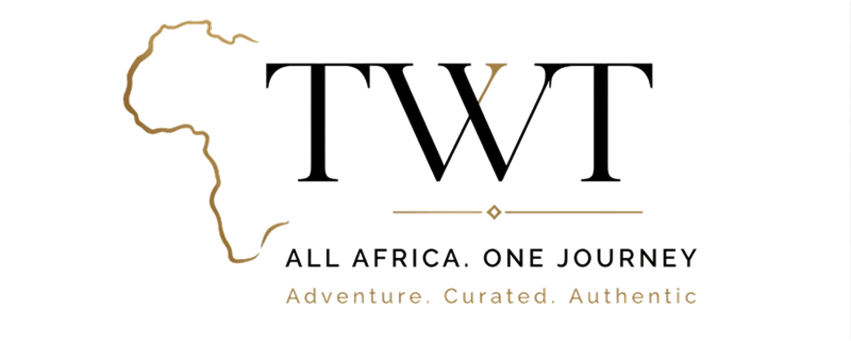 TWT
ALL AFRICA. ONE JOURNEY
Adventure. Curated. Authentic